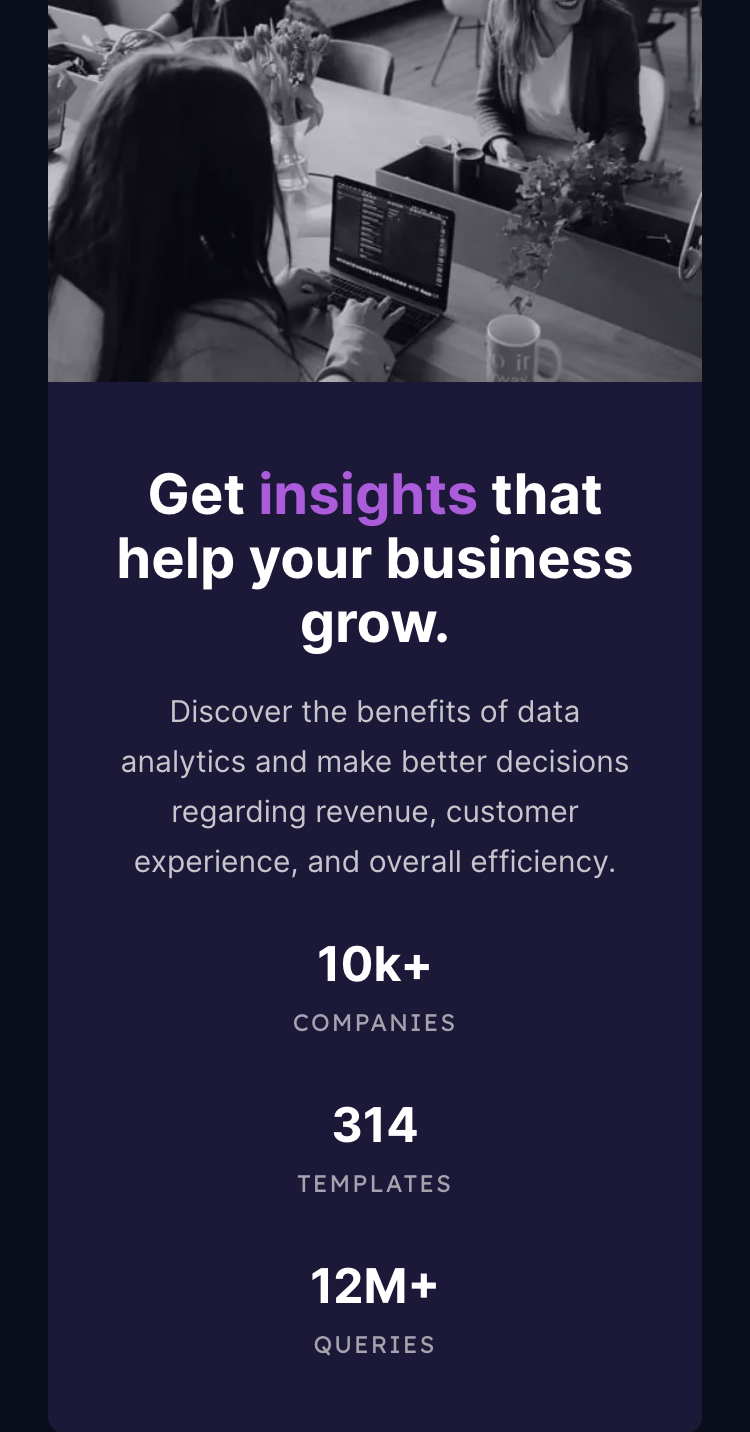 Get insights that
help your business
grow.
Discover the benefits of data
analytics and make better decisions
regarding revenue, customer
experience, and overall efficiency.
10k+
COMPANIES
314
TEMPLATES
12M+
QUERIES